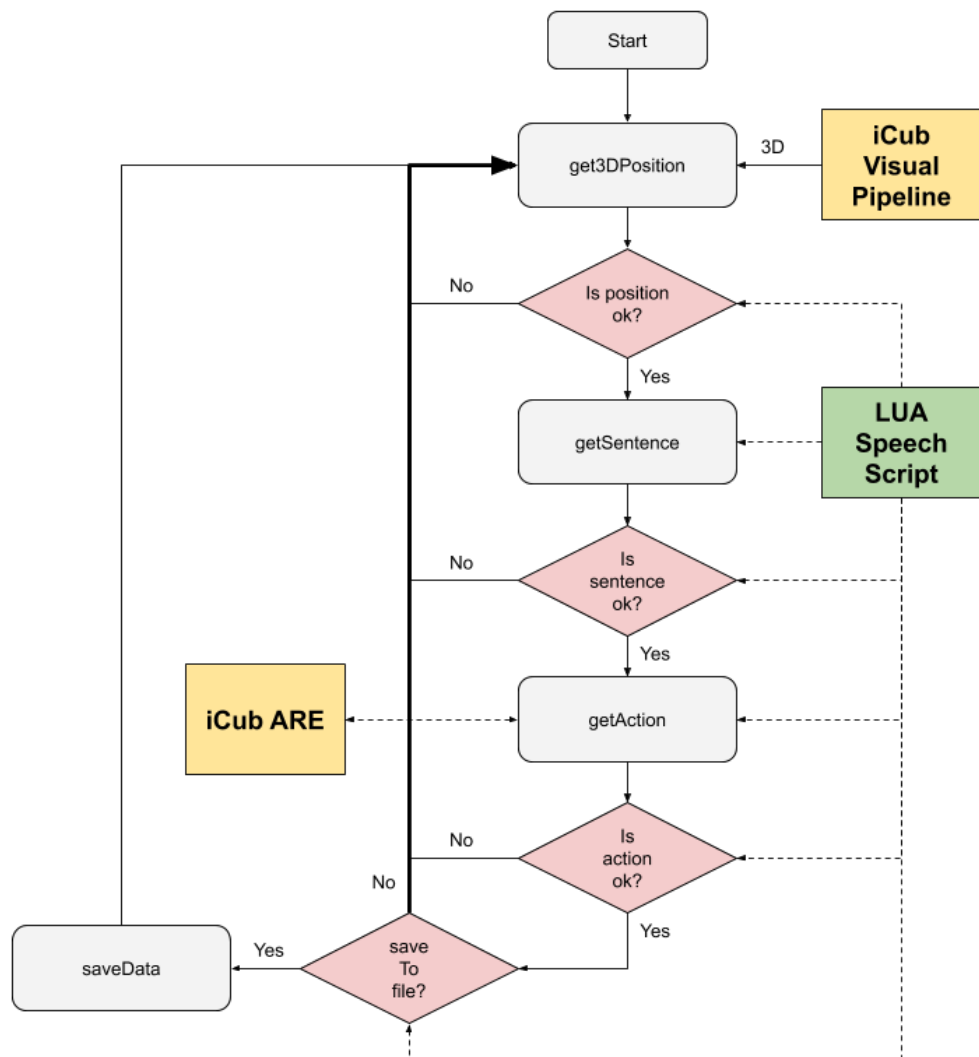 Start
get3DPosition
3D
iCub
Visual
Pipeline
No
Is position
ok?
Yes
getSentence
LUA
Speech
Script
No
Is
sentence
ok?
Yes
iCub ARE
getAction
No
Is
action
ok?
No
Yes
saveData
Yes
save
To
file?